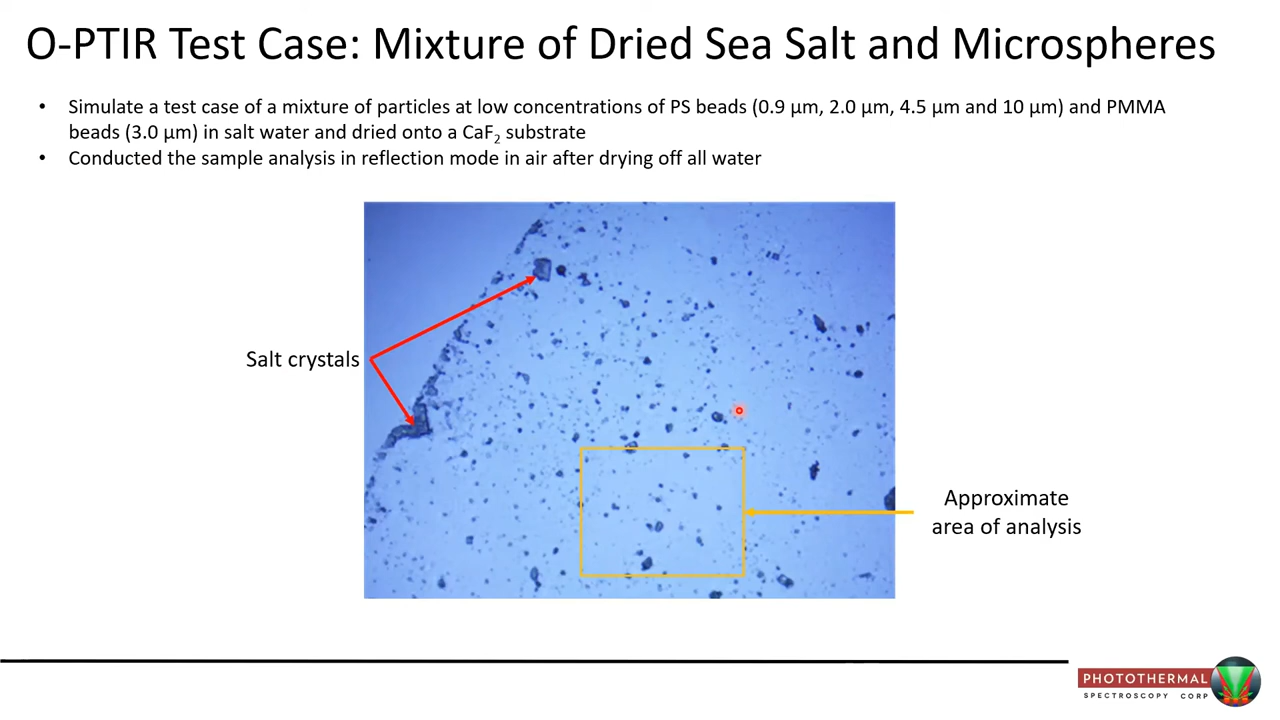 O-PTIR Test Case: Mixture of Dried Sea Salt and Microspheres
• Simulate a test case of a mixture of particles at low concentrations of PS beads (0.9 µm, 2.0 µm, 4.5 µm and 10 µm) and PMMA
beads (3.0 µm) in salt water and dried onto a CaF₂ substrate
• Conducted the sample analysis in reflection mode in air after drying off all water
Salt crystals
Approximate
area of analysis
PHOTOTHERMAL
SPECTROSCOPY CORP